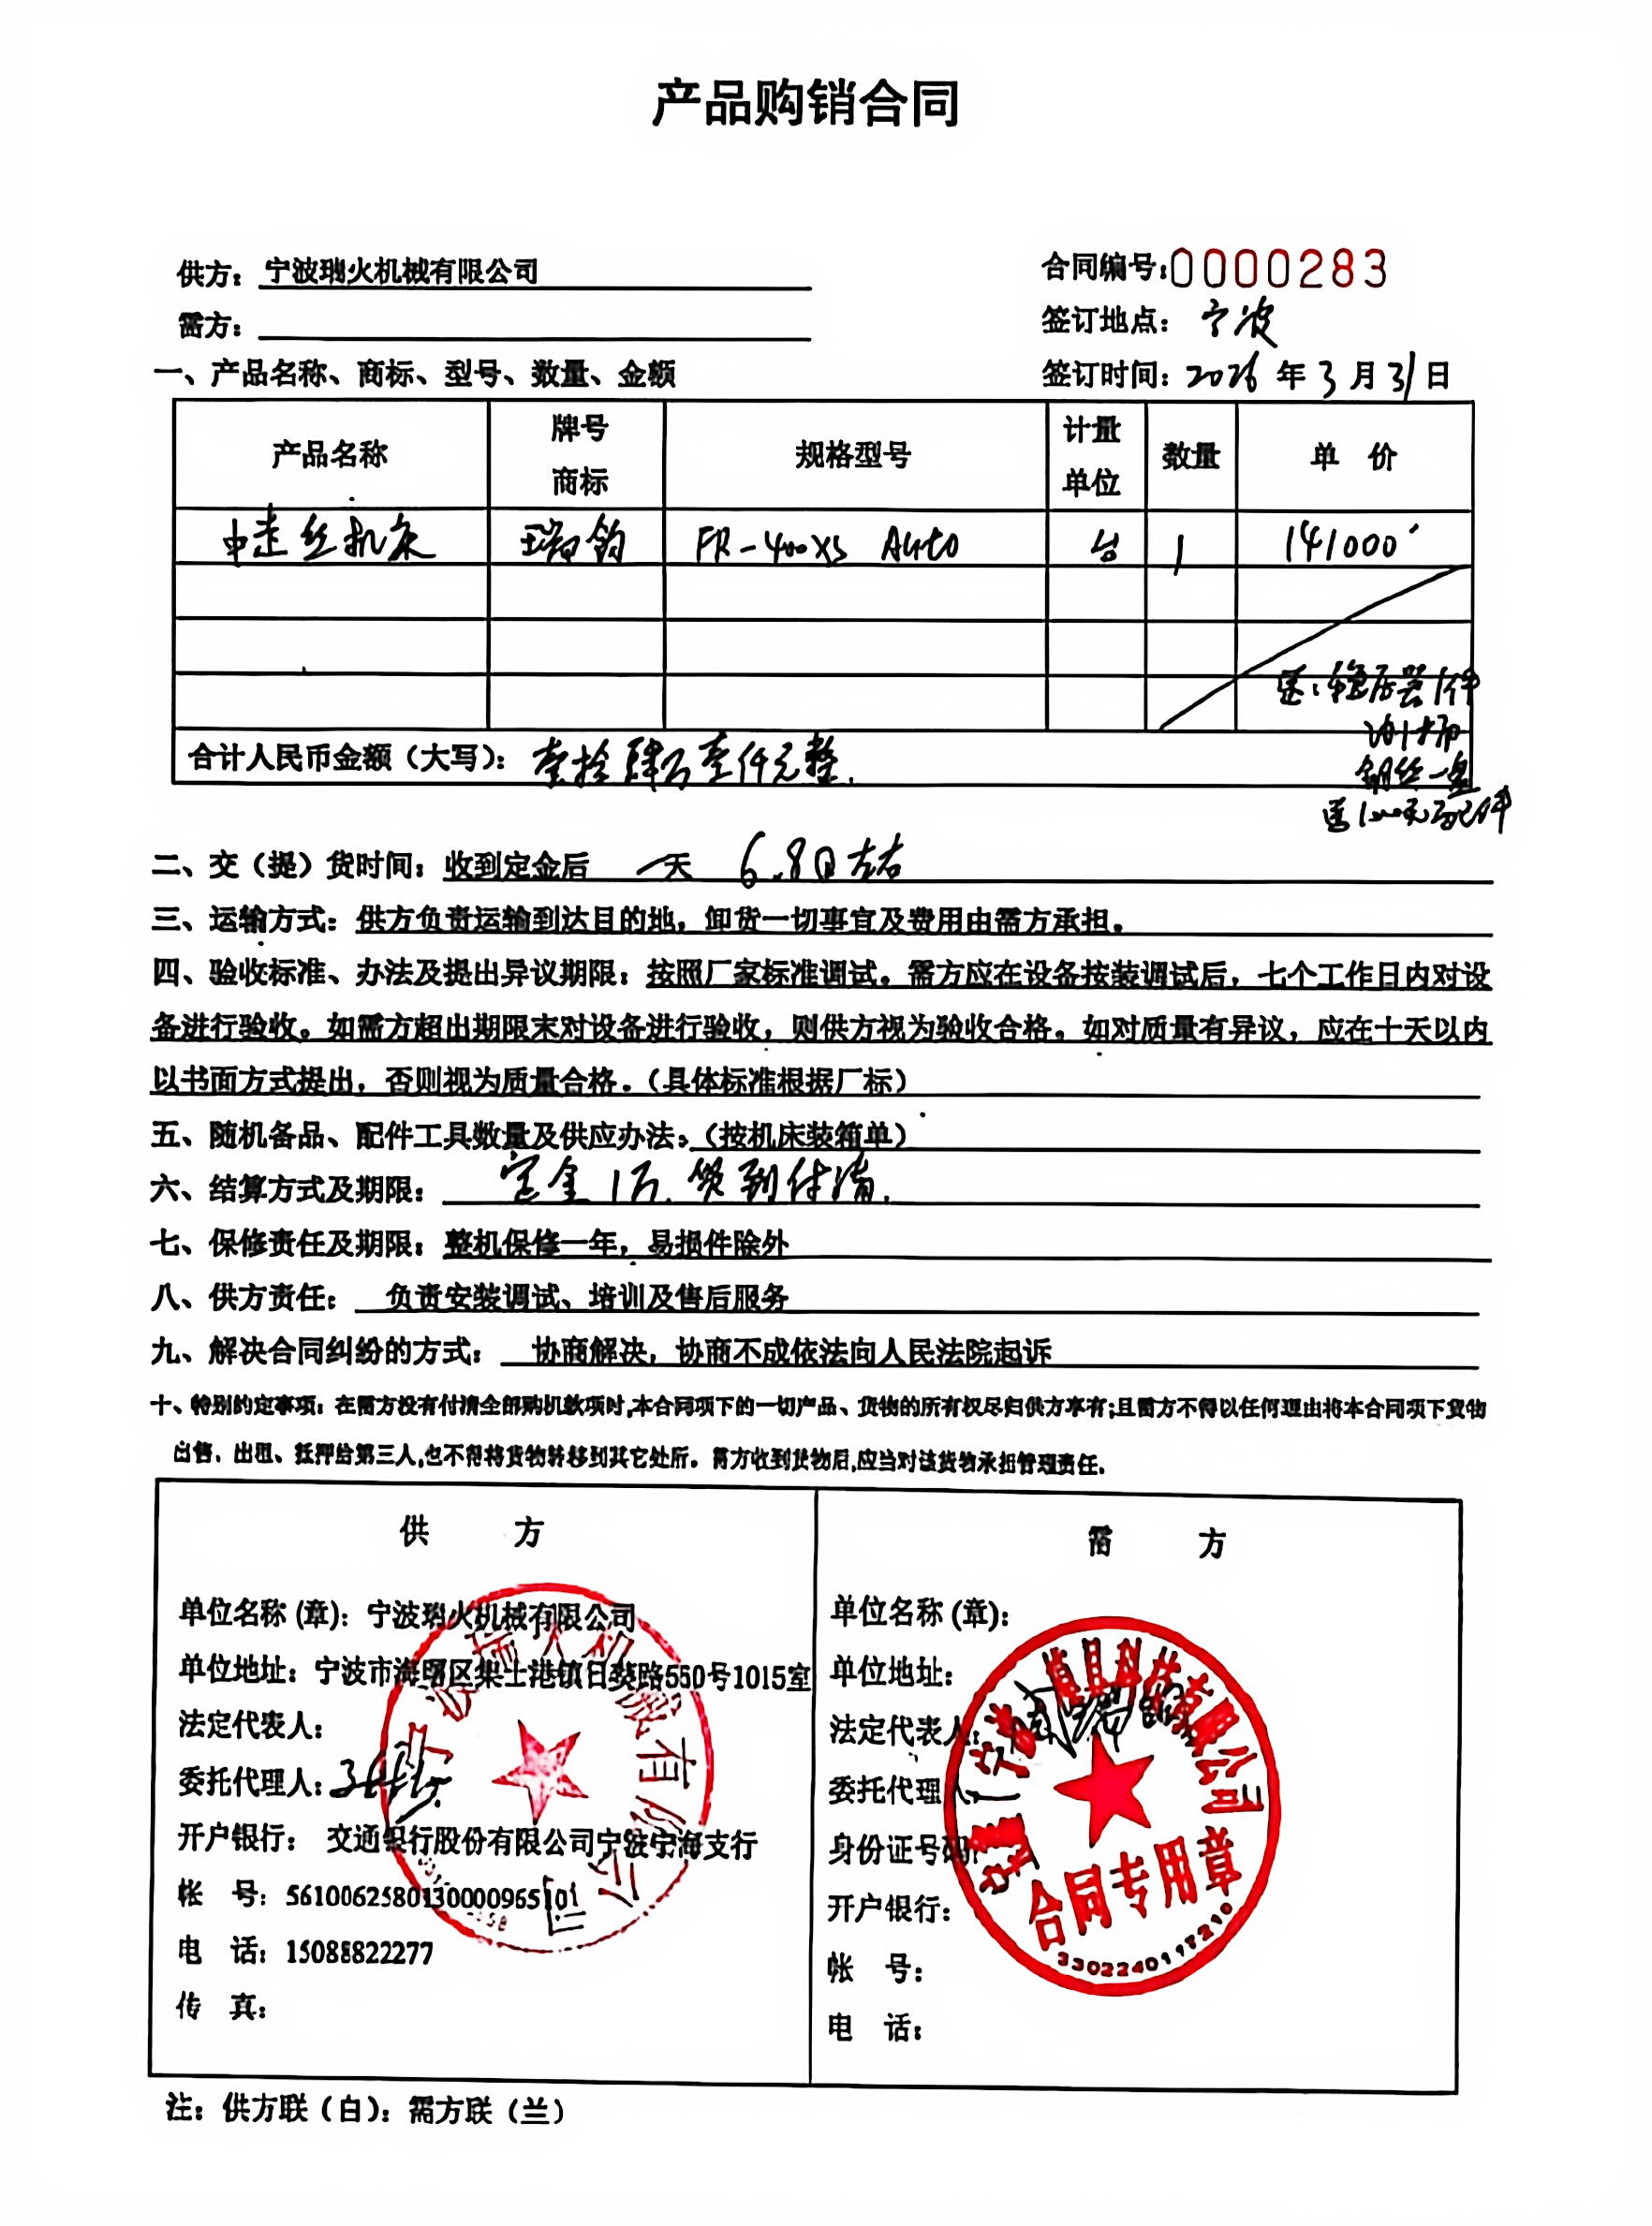 产品购销合同
供方：宁波瑞火机械有限公司
合同编号：0000283
需方：
签订地点：宁波
一、产品名称、商标、型号、数量、金额
签订时间：2026年3月31日
产品名称 牌号商标 规格型号 计量单位 数量 单价
中走丝机床 瑞钧 FR-400XS Auto 台 1 141000
送：稳压器1件
油1桶
钼丝一盘
送1000元配件
合计人民币金额（大写）：壹拾肆万壹仟元整.
二、交（提）货时间：收到定金后 一天 6.8日左右
三、运输方式：供方负责运输到达目的地，卸货一切事宜及费用由需方承担。
四、验收标准、办法及提出异议期限：按照厂家标准调试。需方应在设备按装调试后，七个工作日内对设
备进行验收。如需方超出期限末对设备进行验收，则供方视为验收合格。如对质量有异议，应在十天以内
以书面方式提出，否则视为质量合格。（具体标准根据厂标）
五、随机备品、配件工具数量及供应办法：（按机床装箱单）
六、结算方式及期限：定金1万.货到付清.
七、保修责任及期限：整机保修一年，易损件除外
八、供方责任：负责安装调试、培训及售后服务
九、解决合同纠纷的方式：协商解决，协商不成依法向人民法院起诉
十、特别约定事项：在需方没有付清全部购机款项时,本合同项下的一切产品、货物的所有权尽归供方享有;且需方不得以任何理由将本合同项下货物
出售、出租、抵押给第三人,也不得将货物转移到其它处所。需方收到货物后,应当对该货物承担管理责任.
供方
单位名称(章)：宁波瑞火机械有限公司
单位地址：宁波市海曙区集士港镇日葵路550号1015室
法定代表人：
委托代理人：
开户银行：交通银行股份有限公司宁波宁海支行
帐号：561006258013000096510
电话：15088822277
传真：
需方
单位名称(章)：
单位地址：
法定代表人：
委托代理人
身份证号码：
开户银行：
帐号：
电话：
合同专用章
注：供方联（白）：需方联（兰）